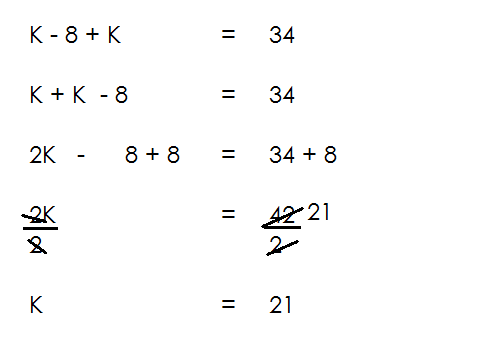 K - 8 + K = 34
K + K - 8 = 34
2K - 8 + 8 = 34 + 8
2K = 42 21
2 2
K = 21